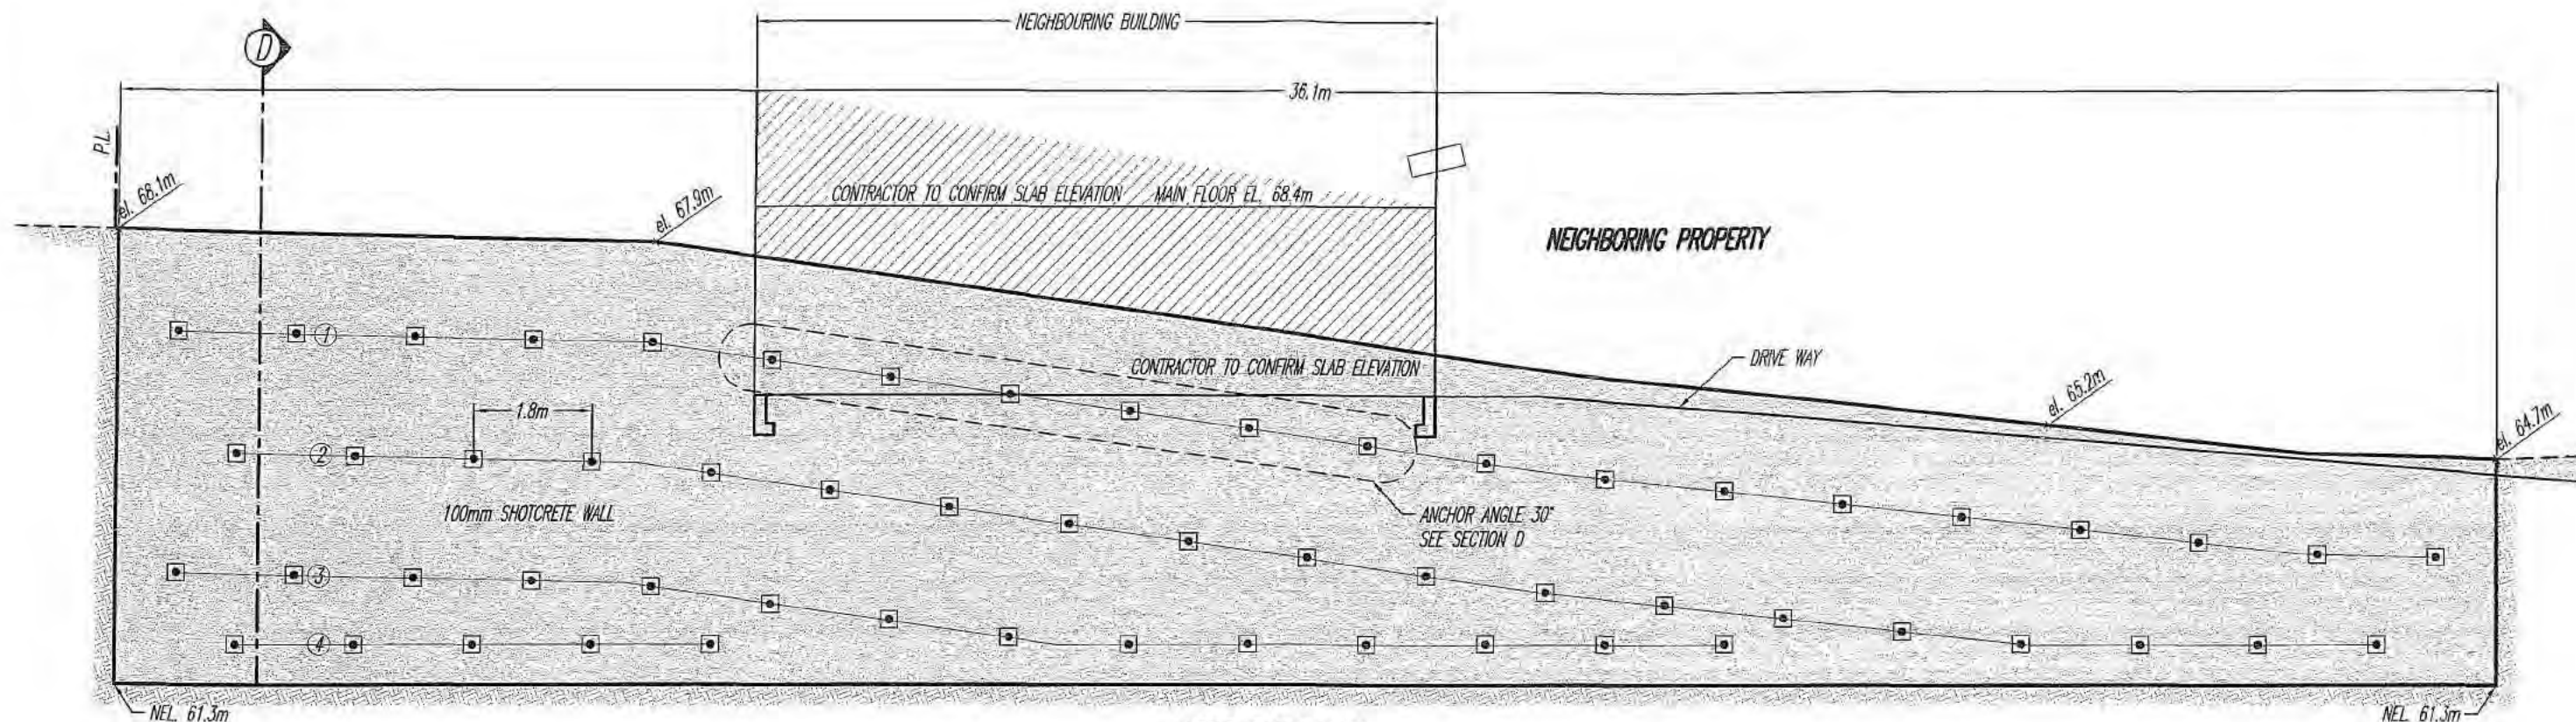 NEIGHBOURING BUILDING
D
36.1m
P.L.
el. 68.1m
el. 67.9m
CONTRACTOR TO CONFIRM SLAB ELEVATION MAIN FLOOR EL. 68.4m
NEIGHBORING PROPERTY
1
CONTRACTOR TO CONFIRM SLAB ELEVATION
DRIVE WAY
el. 65.2m
el. 64.7m
1.8m
2
100mm SHOTCRETE WALL
ANCHOR ANGLE 30°
SEE SECTION D
3
4
NEL. 61.3m
NEL. 61.3m